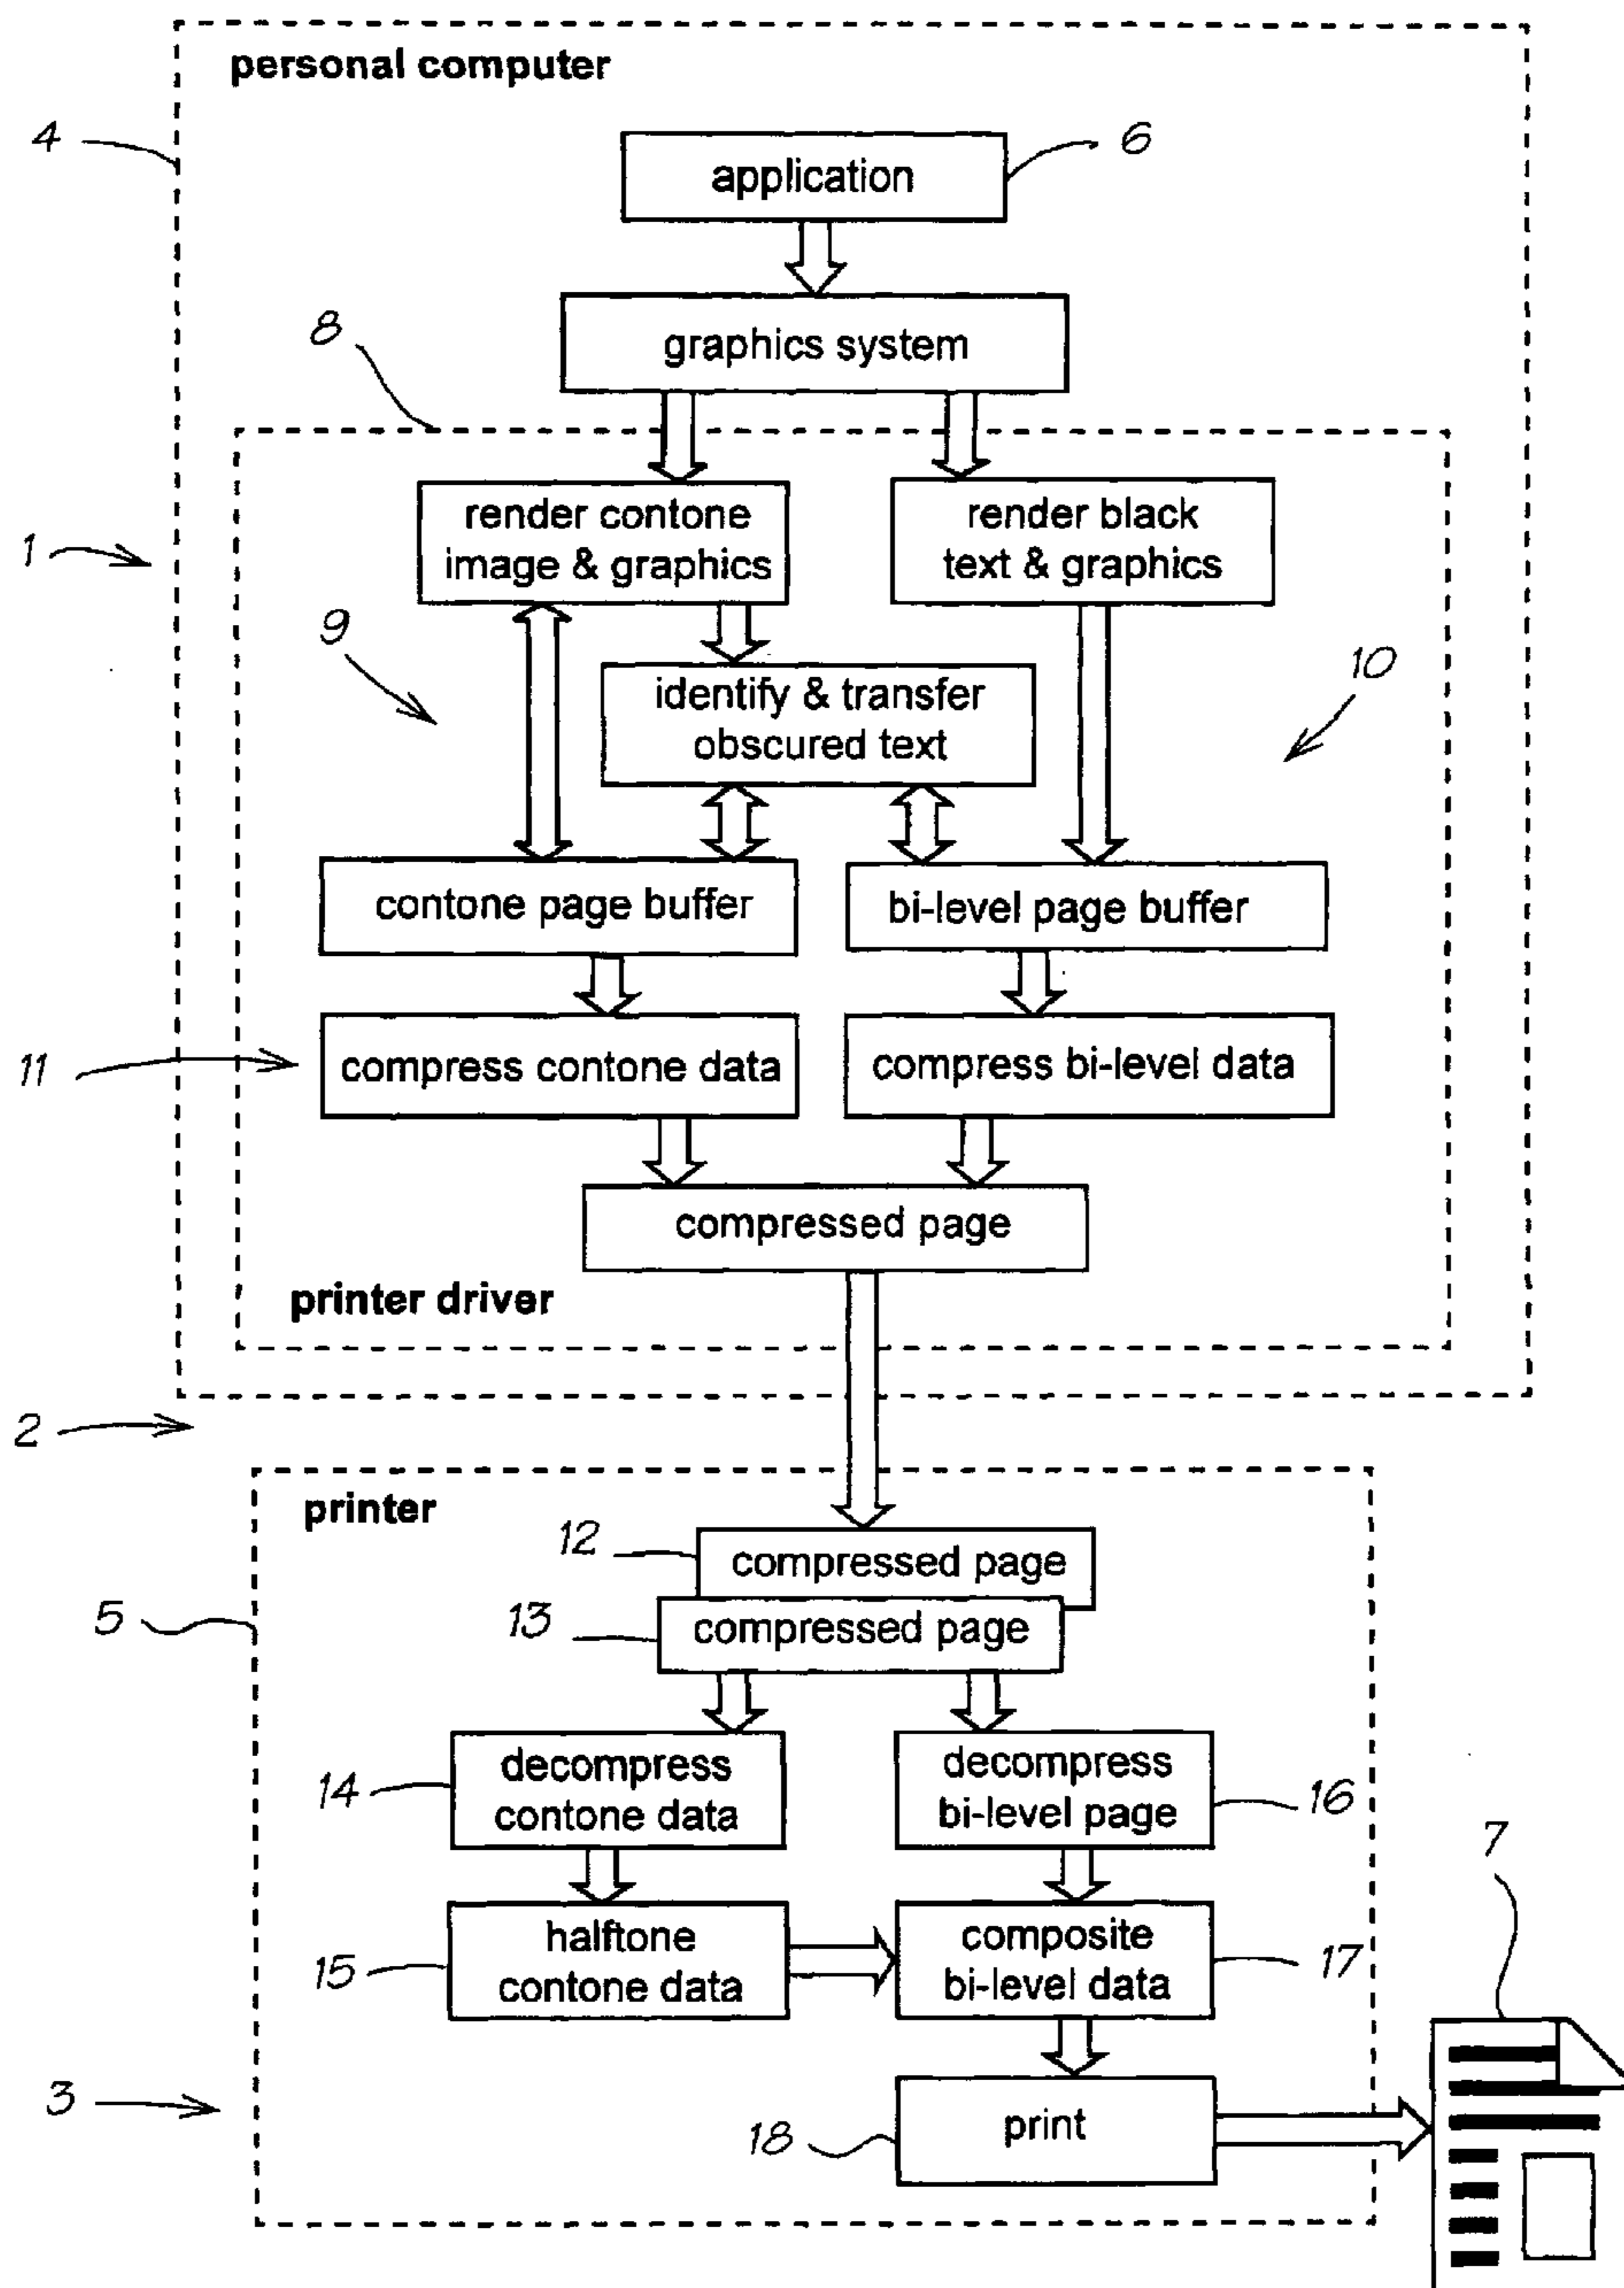 personal computer
4
application
6
graphics system
8
render contone
image & graphics
render black
text & graphics
1
9
identify & transfer
obscured text
10
contone page buffer
bi-level page buffer
11
compress contone data
compress bi-level data
compressed page
printer driver
2
printer
12
compressed page
5
13
compressed page
14
decompress
contone data
decompress
bi-level page
16
7
15
halftone
contone data
composite
bi-level data
17
3
18
print